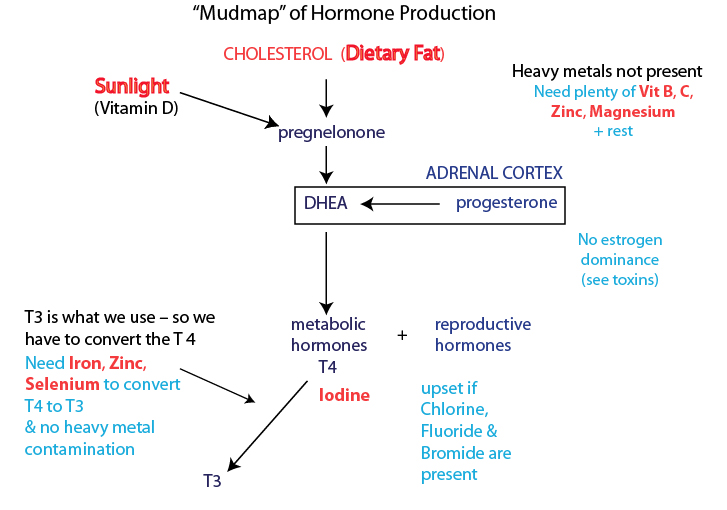 “Mudmap” of Hormone Production
CHOLESTEROL (Dietary Fat)
Sunlight
(Vitamin D)
Heavy metals not present
Need plenty of Vit B, C,
Zinc, Magnesium
+ rest
pregnelonone
ADRENAL CORTEX
DHEA
progesterone
No estrogen
dominance
(see toxins)
T3 is what we use – so we
have to convert the T 4
Need Iron, Zinc,
Selenium to convert
T4 to T3
& no heavy metal
contamination
metabolic
hormones
T4
Iodine
+
reproductive
hormones
upset if
Chlorine,
Fluoride &
Bromide are
present
T3